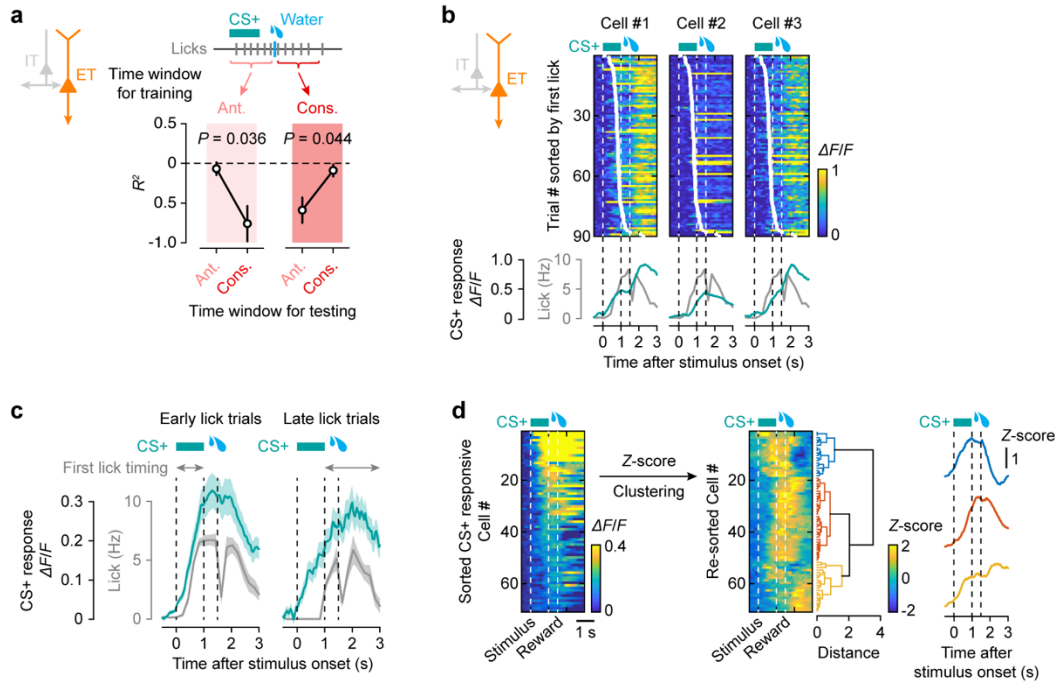 a
CS+
Water
Licks
IT
ET
Time window
for training
Ant.
Cons.
P = 0.036
P = 0.044
0.5
0
0.5
-1.0
R²
Ant.
Cons.
Ant.
Cons.
Time window for testing
b
IT
ET
Cell #1
Cell #2
Cell #3
CS+
Trial # sorted by first lick
30
60
90
ΔF/F
1
0
CS+ response
ΔF/F
1.0
0.5
0
Lick (Hz)
10
5
0
0 1 2 3
0 1 2 3
0 1 2 3
Time after stimulus onset (s)
c
Early lick trials
Late lick trials
CS+
CS+
First lick timing
CS+ response
ΔF/F
0.3
0.2
0.1
0
Lick (Hz)
10
5
0
0 1 2 3
0 1 2 3
Time after stimulus onset (s)
d
CS+
Sorted CS+ responsive
Cell #
20
40
60
ΔF/F
0.4
0
1 s
Stimulus
Reward
Z-score
Clustering
CS+
Re-sorted Cell #
20
40
60
Stimulus
Reward
0 2 4
Distance
Z-score
2
0
-2
CS+
Z-score
1
0 1 2 3
Time after
stimulus onset (s)